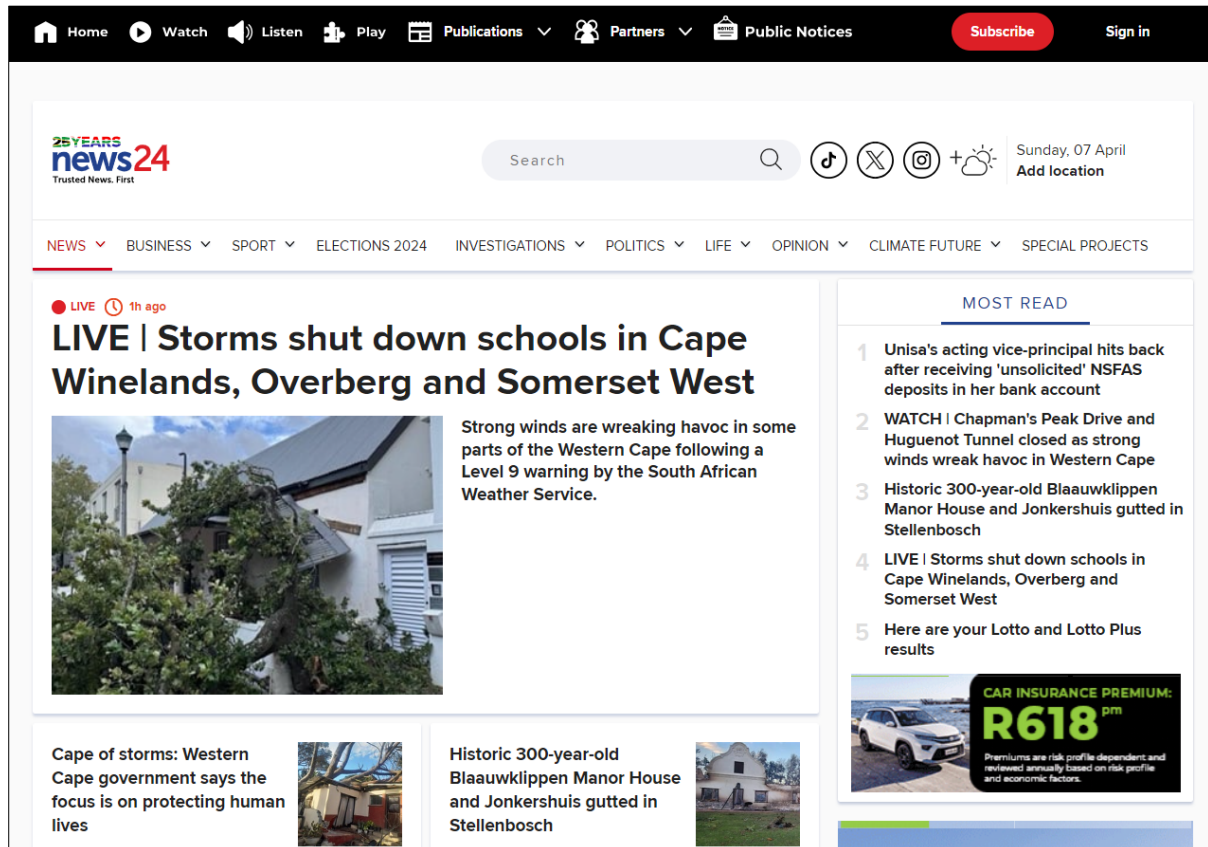 Home Watch Listen Play Publications Partners NOTICE Public Notices Subscribe Sign in
25YEARS
news24
Trusted News. First
Search
Sunday, 07 April
Add location
NEWS BUSINESS SPORT ELECTIONS 2024 INVESTIGATIONS POLITICS LIFE OPINION CLIMATE FUTURE SPECIAL PROJECTS
LIVE 1h ago
LIVE | Storms shut down schools in Cape
Winelands, Overberg and Somerset West
Strong winds are wreaking havoc in some
parts of the Western Cape following a
Level 9 warning by the South African
Weather Service.
Cape of storms: Western
Cape government says the
focus is on protecting human
lives
Historic 300-year-old
Blaauwklippen Manor House
and Jonkershuis gutted in
Stellenbosch
MOST READ
1 Unisa's acting vice-principal hits back
after receiving 'unsolicited' NSFAS
deposits in her bank account
2 WATCH | Chapman's Peak Drive and
Huguenot Tunnel closed as strong
winds wreak havoc in Western Cape
3 Historic 300-year-old Blaauwklippen
Manor House and Jonkershuis gutted in
Stellenbosch
4 LIVE | Storms shut down schools in
Cape Winelands, Overberg and
Somerset West
5 Here are your Lotto and Lotto Plus
results
CAR INSURANCE PREMIUM:
R618 pm
Premiums are risk profile dependent and
reviewed annually based on risk profile
and economic factors.